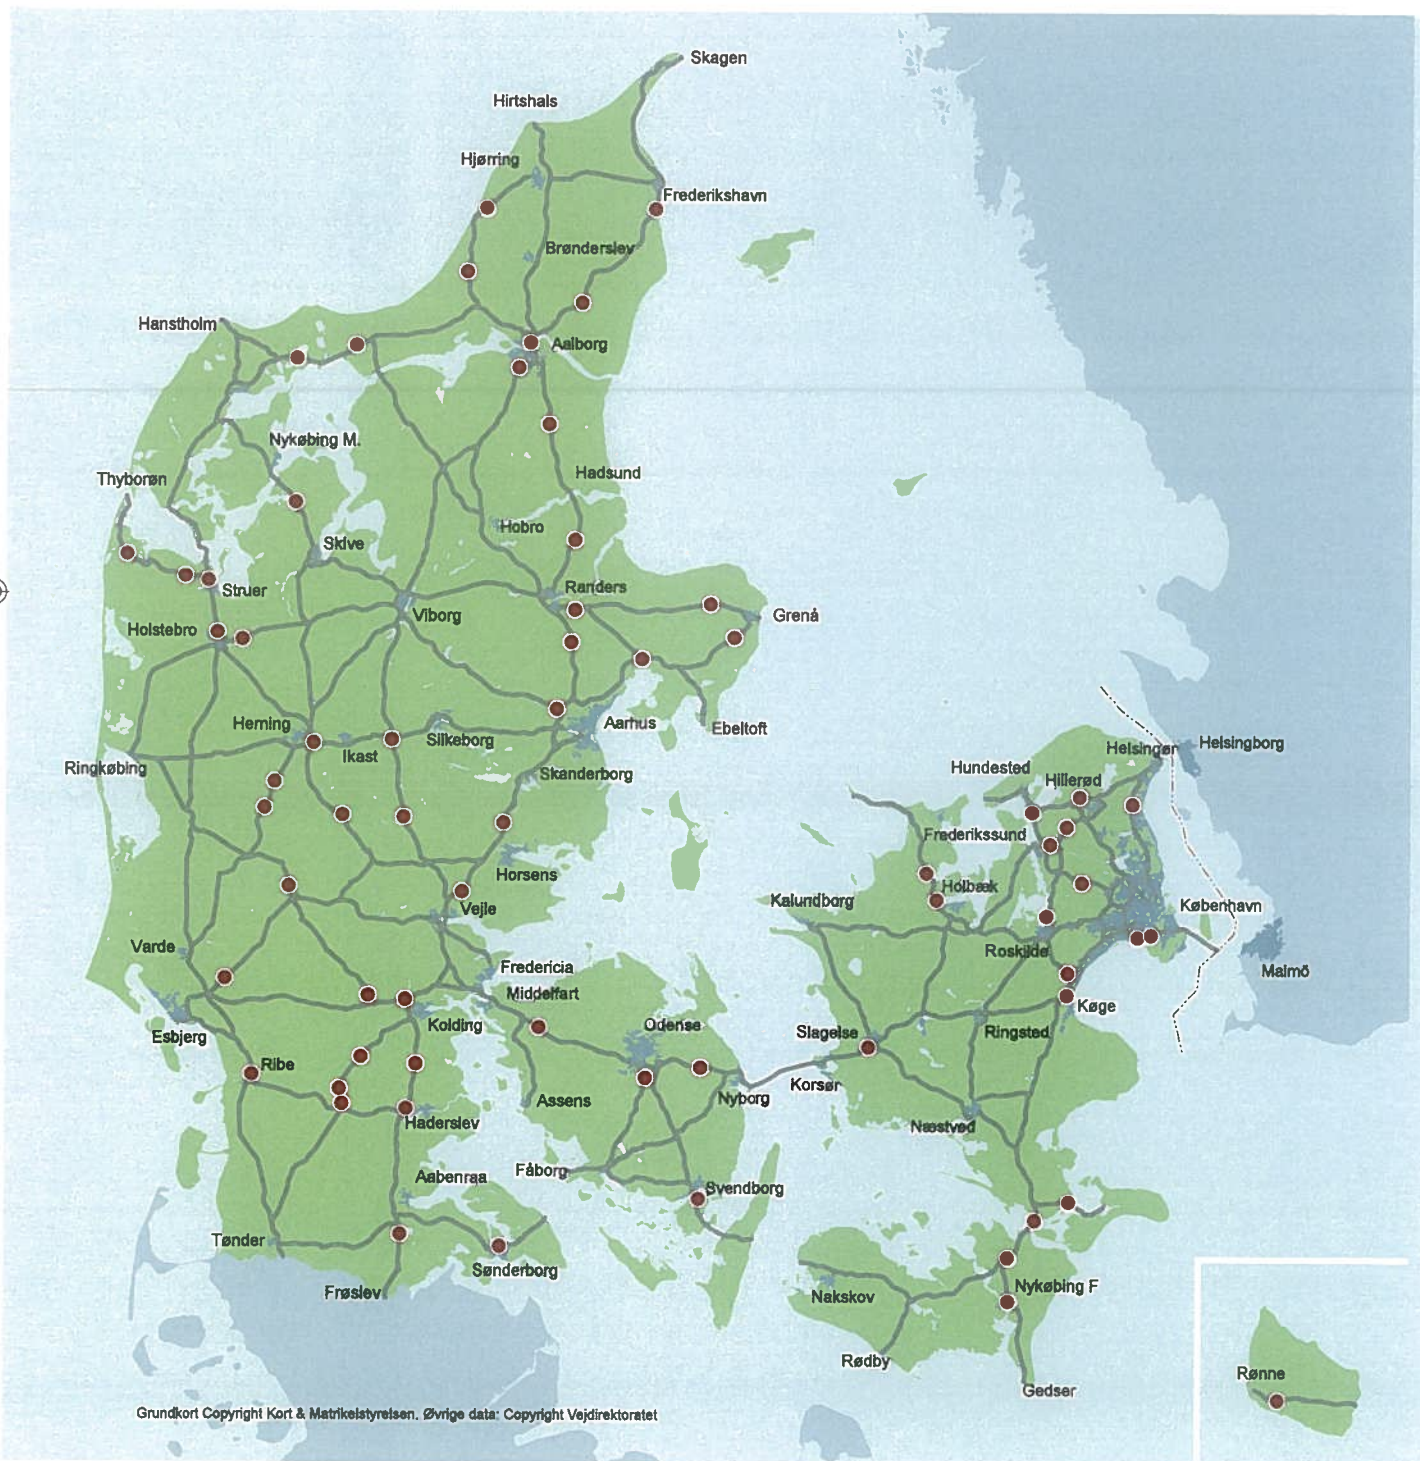 Skagen
Hirtshals
Hjørring
Frederikshavn
Brønderslev
Hanstholm
Aalborg
Nykøbing M.
Thyborøn
Hadsund
Hobro
Skive
Struer
Randers
Viborg
Grenå
Holstebro
Herning
Aarhus
Ebeltoft
Silkeborg
Ikast
Ringkøbing
Skanderborg
Helsingør
Helsingborg
Hundested
Hillerød
Frederikssund
Horsens
Holbæk
Kalundborg
København
Vejle
Varde
Roskilde
Fredericia
Malmö
Middelfart
Køge
Kolding
Odense
Slagelse
Ringsted
Esbjerg
Ribe
Korsør
Nyborg
Assens
Haderslev
Næstved
Fåborg
Aabenraa
Svendborg
Tønder
Sønderborg
Frøslev
Nakskov
Nykøbing F
Rødby
Rønne
Gedser
Grundkort Copyright Kort & Matrikelstyrelsen. Øvrige data: Copyright Vejdirektoratet